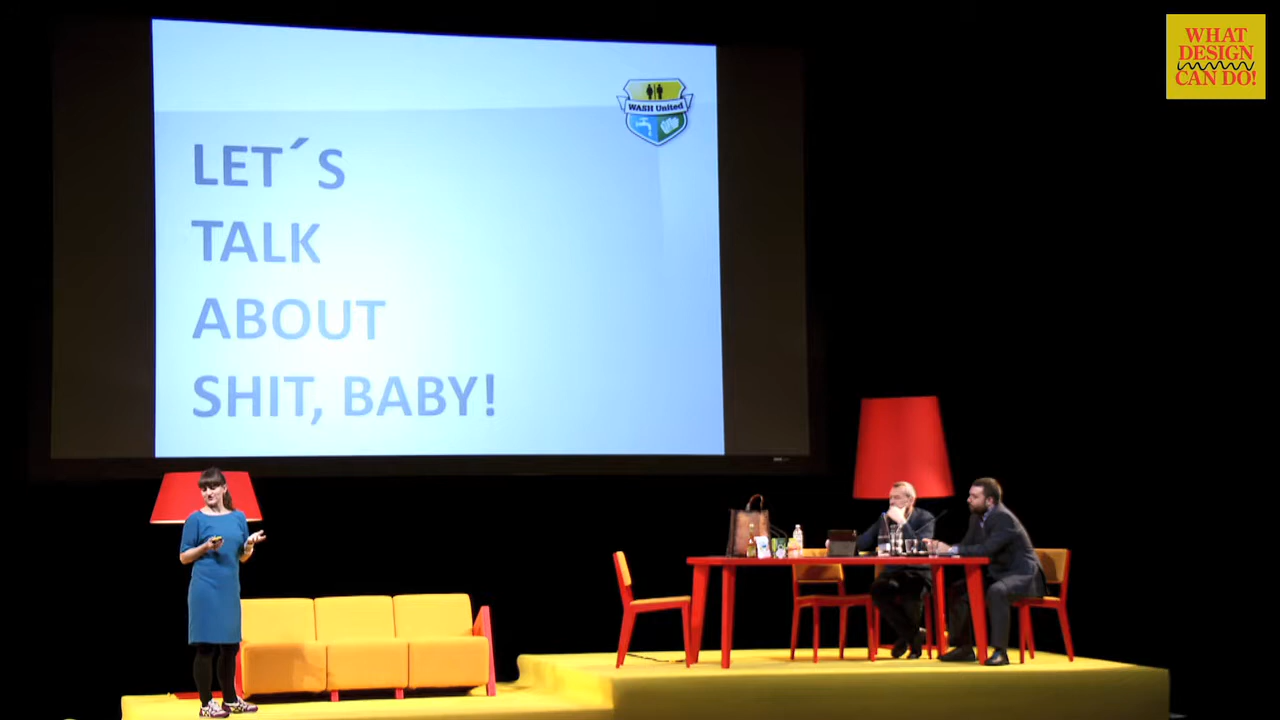 WHAT
DESIGN
CAN DO!
WASH United
LET´S
TALK
ABOUT
SHIT, BABY!